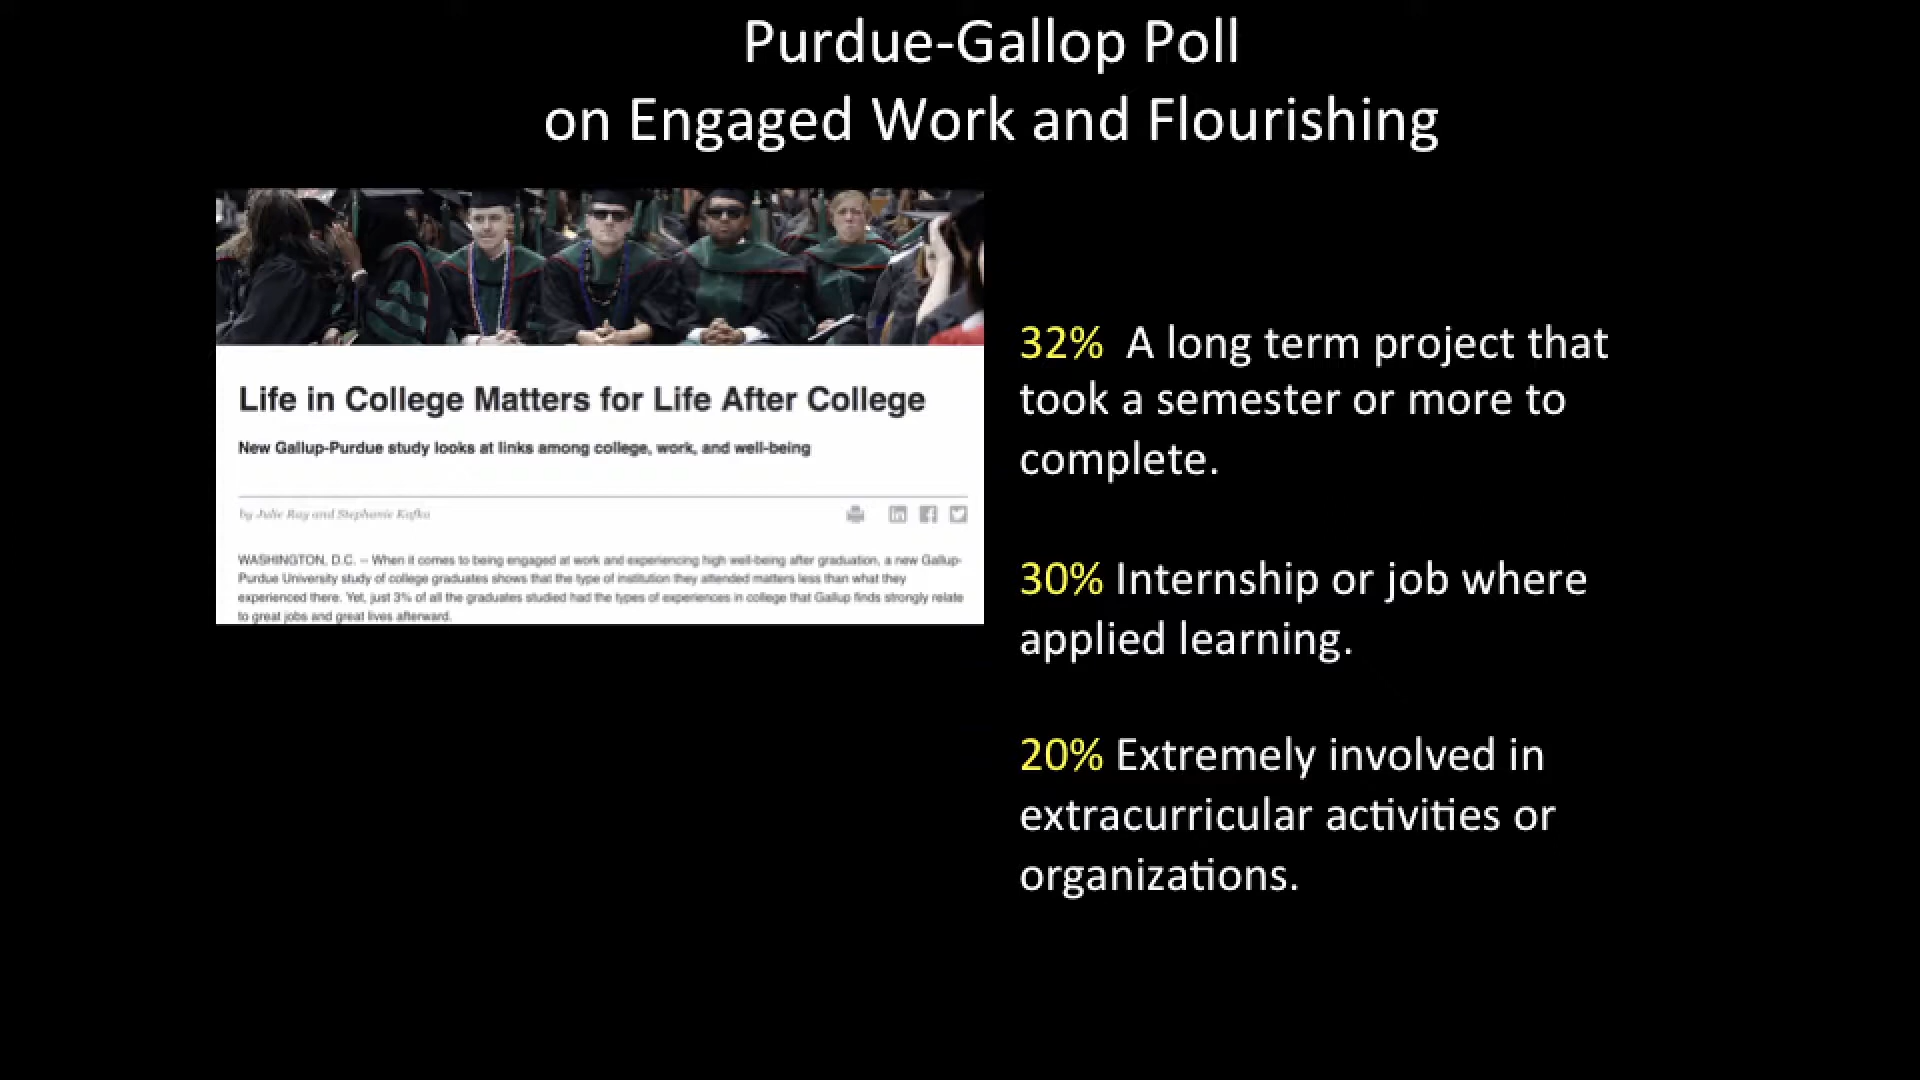 Purdue-Gallop Poll
on Engaged Work and Flourishing
Life in College Matters for Life After College
New Gallup-Purdue study looks at links among college, work, and well-being
by Julie Ray and Stephanie Kafka
WASHINGTON, D.C. -- When it comes to being engaged at work and experiencing high well-being after graduation, a new Gallup-
Purdue University study of college graduates shows that the type of institution they attended matters less than what they
experienced there. Yet, just 3% of all the graduates studied had the types of experiences in college that Gallup finds strongly relate
to great jobs and great lives afterward.
32% A long term project that
took a semester or more to
complete.
30% Internship or job where
applied learning.
20% Extremely involved in
extracurricular activities or
organizations.